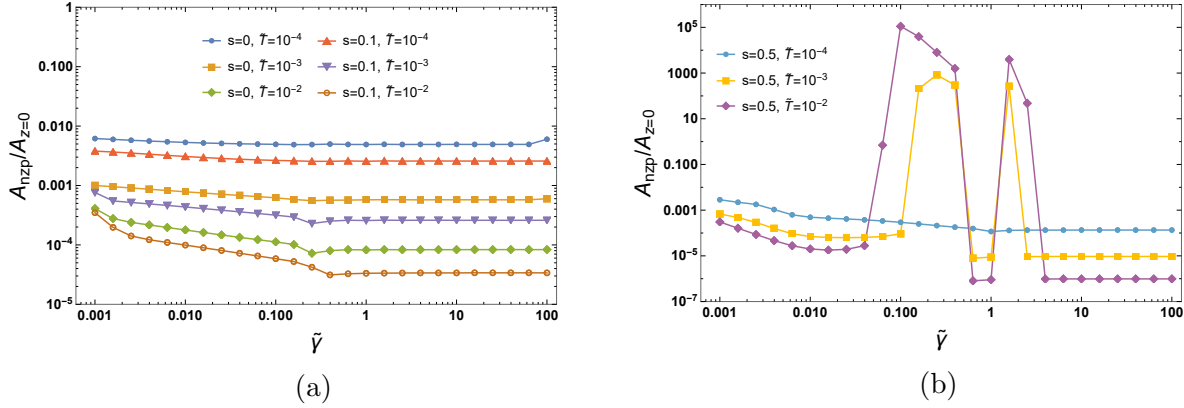 1
0.100
0.010
0.001
10⁻⁴
10⁻⁵
A_nzp/A_z=0
s=0, T̃=10⁻⁴
s=0.1, T̃=10⁻⁴
s=0, T̃=10⁻³
s=0.1, T̃=10⁻³
s=0, T̃=10⁻²
s=0.1, T̃=10⁻²
0.001 0.010 0.100 1 10 100
γ̃
(a)
10⁵
1000
10
0.100
0.001
10⁻⁵
10⁻⁷
A_nzp/A_z=0
s=0.5, T̃=10⁻⁴
s=0.5, T̃=10⁻³
s=0.5, T̃=10⁻²
0.001 0.010 0.100 1 10 100
γ̃
(b)